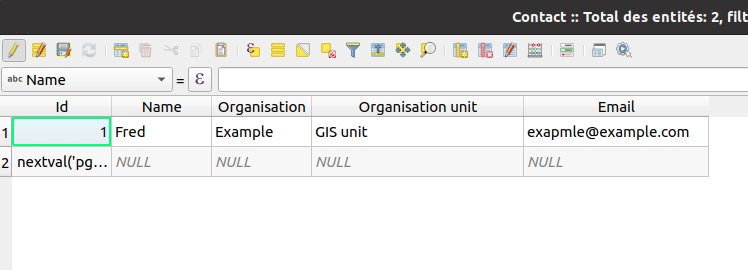 Contact :: Total des entités: 2, filt
abc Name = ε
Id Name Organisation Organisation unit Email
1 1 Fred Example GIS unit exapmle@example.com
2 nextval('pg... NULL NULL NULL NULL